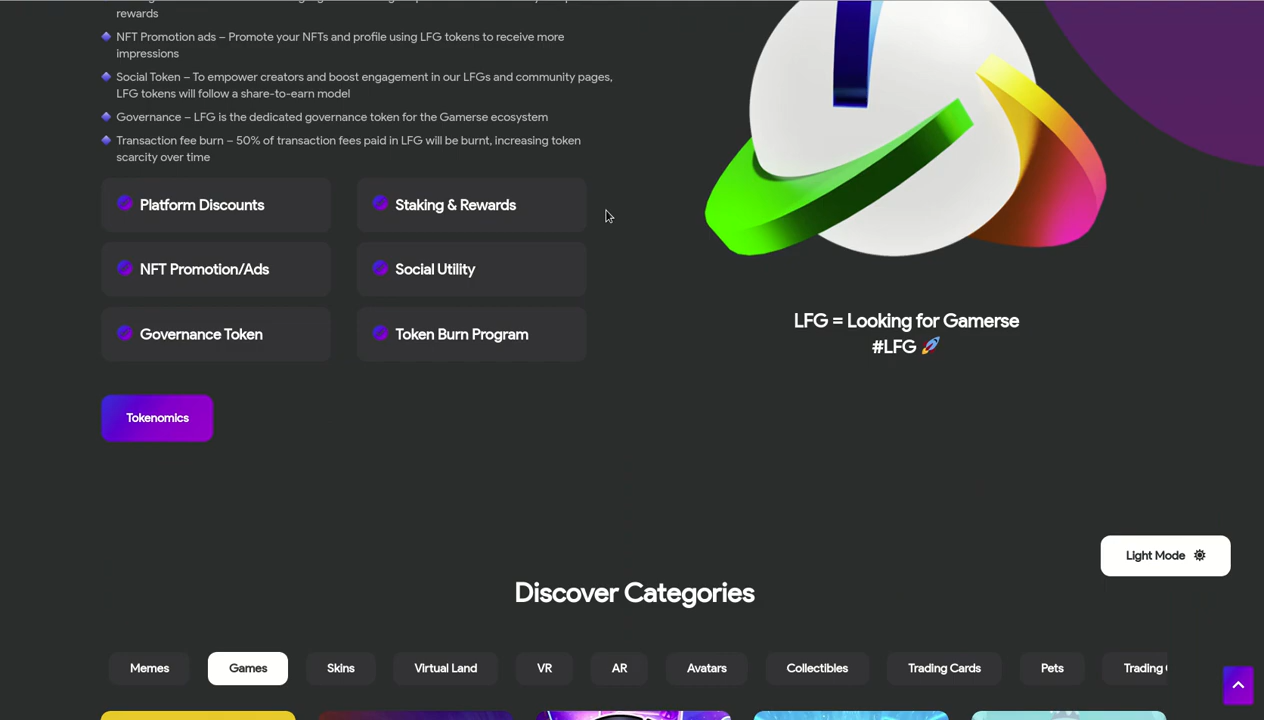 rewards
NFT Promotion ads – Promote your NFTs and profile using LFG tokens to receive more
impressions
Social Token – To empower creators and boost engagement in our LFGs and community pages,
LFG tokens will follow a share-to-earn model
Governance – LFG is the dedicated governance token for the Gamerse ecosystem
Transaction fee burn – 50% of transaction fees paid in LFG will be burnt, increasing token
scarcity over time
Platform Discounts
Staking & Rewards
NFT Promotion/Ads
Social Utility
Governance Token
Token Burn Program
LFG = Looking for Gamerse
#LFG 🚀
Tokenomics
Light Mode
Discover Categories
Memes
Games
Skins
Virtual Land
VR
AR
Avatars
Collectibles
Trading Cards
Pets
Trading